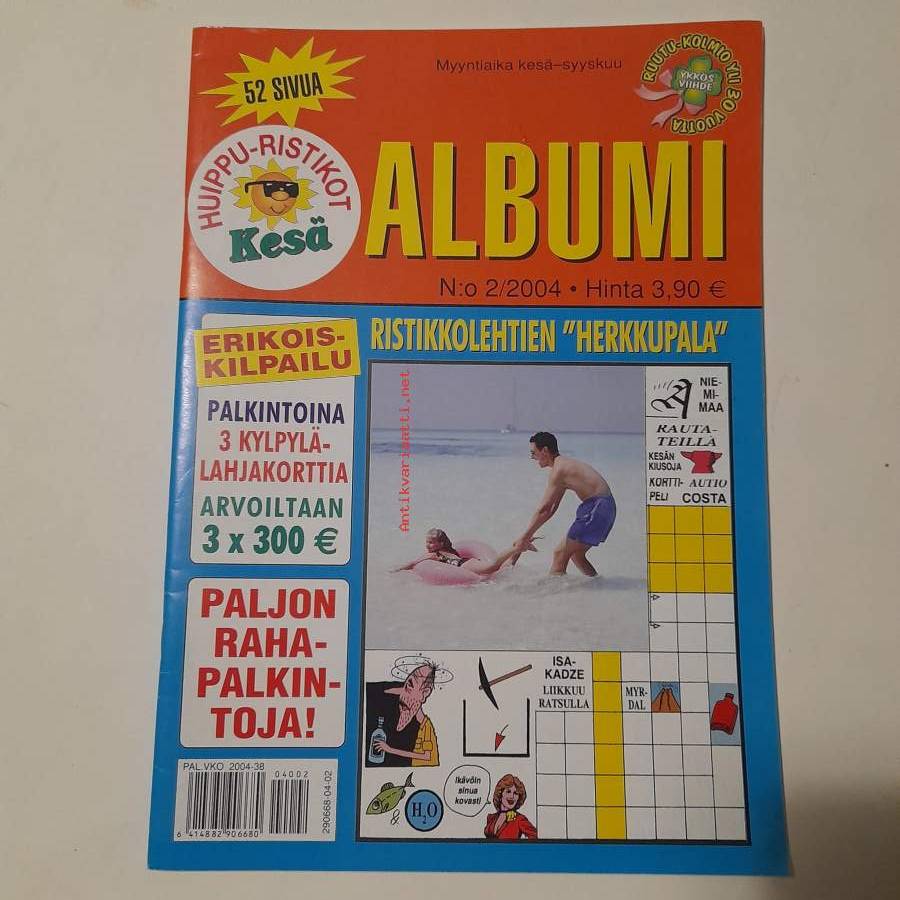 52 SIVUA
Myyntiaika kesä–syyskuu
RUUTU-KOLMIO YLI 30 VUOTTA
YKKÖS
VIIHDE
HUIPPU-RISTIKOT
Kesä
ALBUMI
N:o 2/2004 • Hinta 3,90 €
ERIKOIS-
KILPAILU
PALKINTOINA
3 KYLPYLÄ-
LAHJAKORTTIA
ARVOILTAAN
3 x 300 €
PALJON
RAHA-
PALKIN-
TOJA!
RISTIKKOLEHTIEN "HERKKUPALA"
Antikvariaatti.net
A
NIE-
MI-
MAA
RAUTA-
TEILLÄ
KESÄN
KIUSOJA
KORTTI-
PELI
AUTIO
COSTA
ISA-
KADZE
LIIKKUU
RATSULLA
MYR-
DAL
& H2O
Ikävöin
sinua
kovasti
PAL.VKO 2004-38
04002
6 414882 906680
290668-04-02